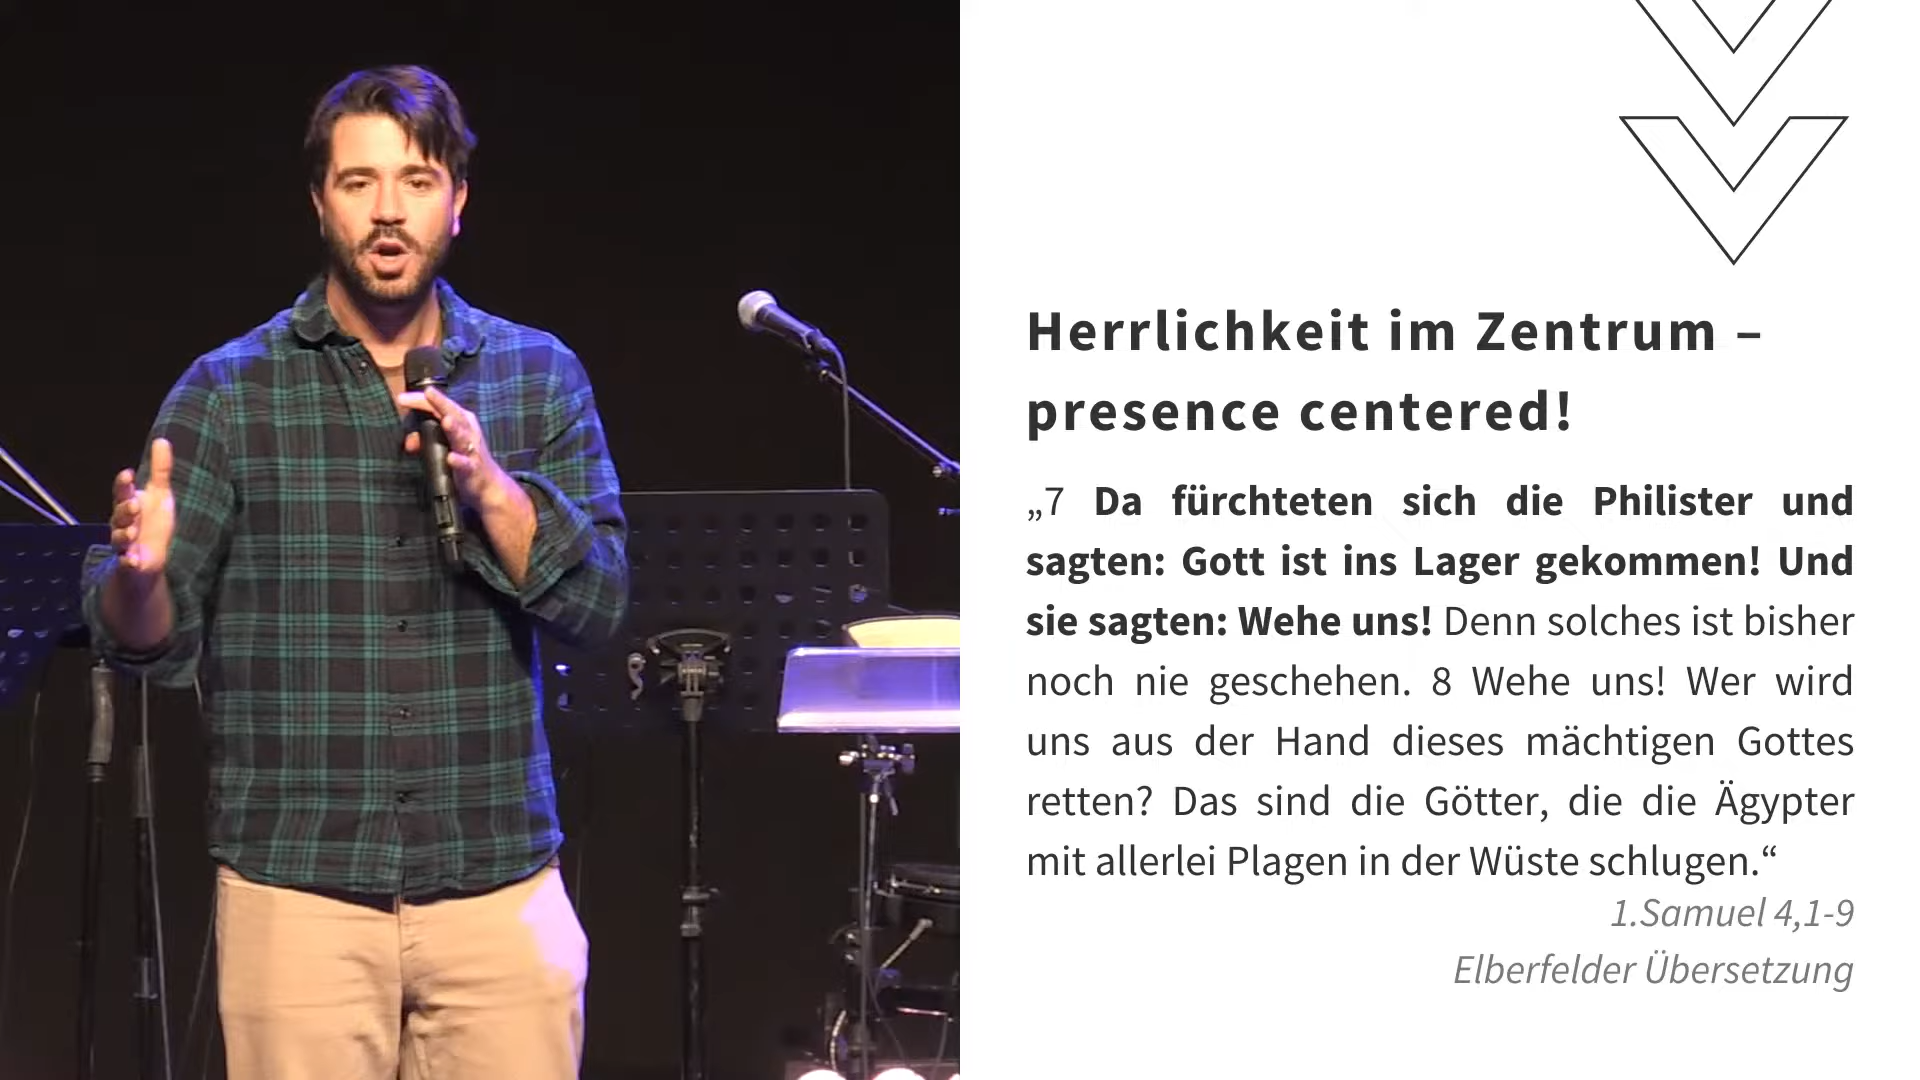 Herrlichkeit im Zentrum –
presence centered!
„7 Da fürchteten sich die Philister und
sagten: Gott ist ins Lager gekommen! Und
sie sagten: Wehe uns! Denn solches ist bisher
noch nie geschehen. 8 Wehe uns! Wer wird
uns aus der Hand dieses mächtigen Gottes
retten? Das sind die Götter, die die Ägypter
mit allerlei Plagen in der Wüste schlugen.“
1.Samuel 4,1-9
Elberfelder Übersetzung